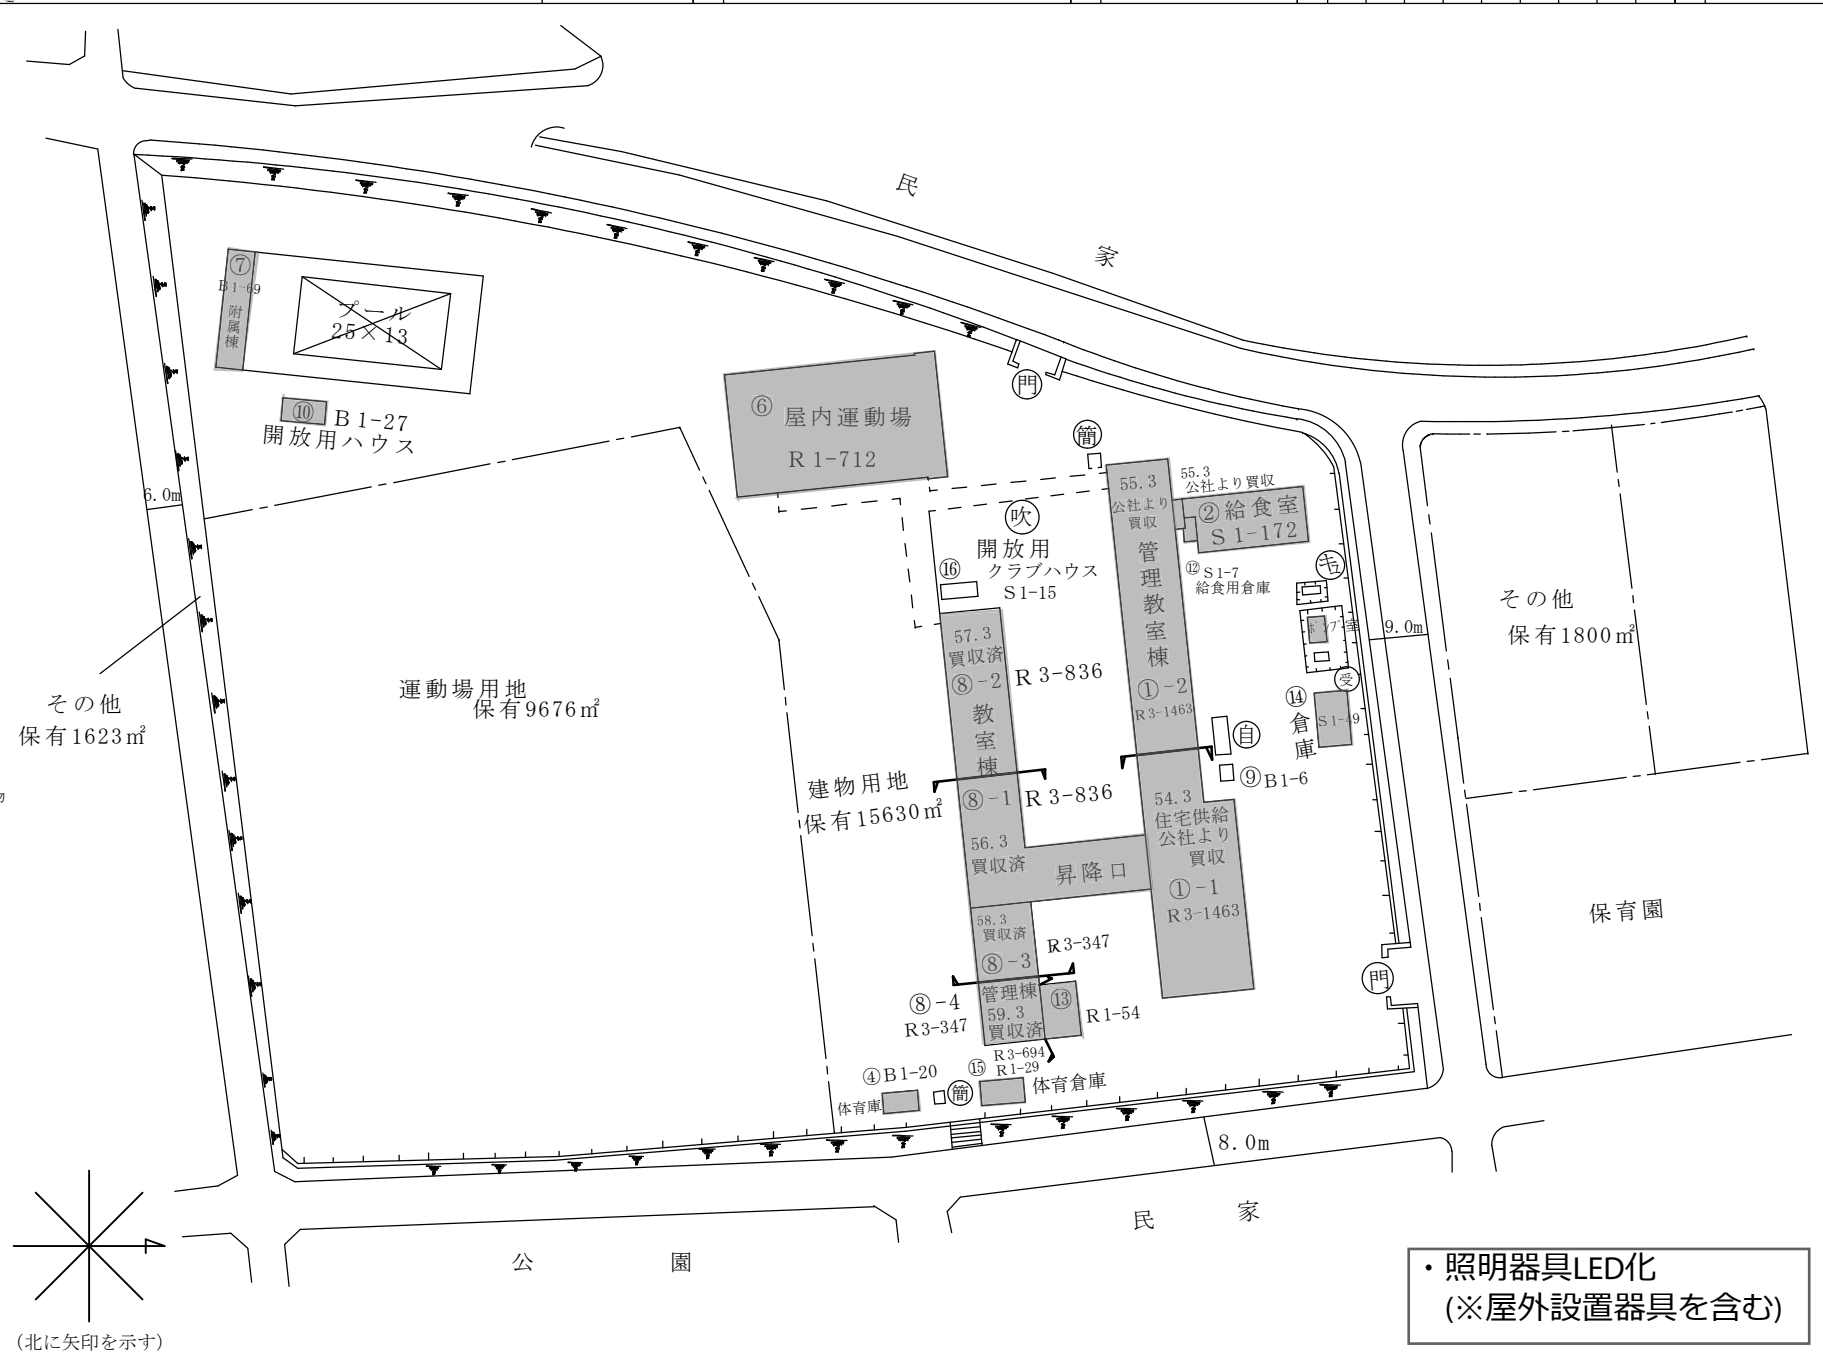 民
家
⑦
B1-69
附属棟
プール
25×13
⑩
B1-27
開放用ハウス
6.0m
⑥ 屋内運動場
R1-712
門
簡
吹
開放用
クラブハウス
S1-15
⑯
55.3
公社より
買収
管理教室棟
①-2
R3-1463
55.3
公社より買収
②給食室
S1-172
⑫ S1-7
給食用倉庫
ポンプ室
受
⑭
倉庫
S1-49
9.0m
その他
保有1800㎡
その他
保有1623㎡
運動場用地
保有9676㎡
57.3
買収済
⑧-2
R3-836
教室棟
自
⑨B1-6
建物用地
保有15630㎡
⑧-1
R3-836
56.3
買収済
昇降口
54.3
住宅供給
公社より
買収
①-1
R3-1463
保育園
58.3
買収済
⑧-3
R3-347
門
管理棟
59.3
買収済
⑧-4
R3-347
⑬
R1-54
R3-694
④B1-20
体育庫
簡
⑮
R1-29
体育倉庫
8.0m
民家
公園
(北に矢印を示す)
・照明器具LED化
(※屋外設置器具を含む)